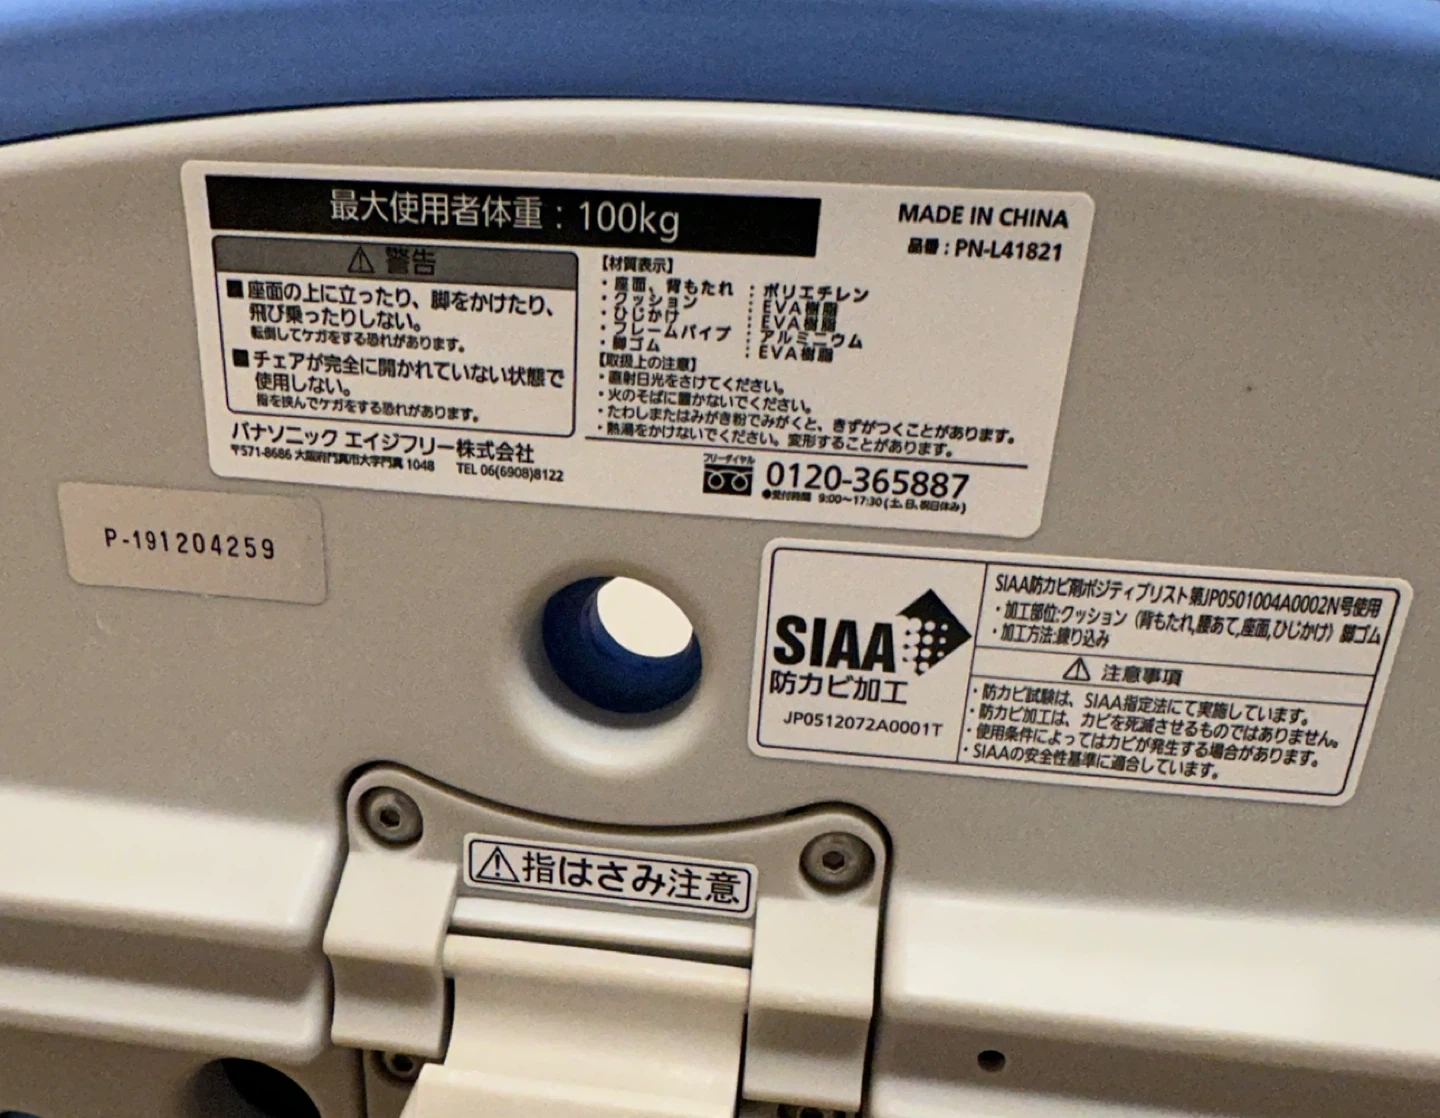 最大使用者体重：100kg
MADE IN CHINA
品番：PN-L41821
⚠ 警告
■座面の上に立ったり、脚をかけたり、
飛び乗ったりしない。
転倒してケガをする恐れがあります。
■チェアが完全に開かれていない状態で
使用しない。
指を挟んでケガをする恐れがあります。
パナソニック エイジフリー株式会社
〒571-8686 大阪府門真市大字門真 1048 TEL 06(6908)8122
【材質表示】
・座面、背もたれ：ポリエチレン
・クッション：EVA樹脂
・ひじかけ：EVA樹脂
・フレームパイプ：アルミニウム
・脚ゴム：EVA樹脂
【取扱上の注意】
・直射日光をさけてください。
・火のそばに置かないでください。
・たわしまたはみがき粉でみがくと、きずがつくことがあります。
・熱湯をかけないでください。変形することがあります。
フリーダイヤル
0120-365887
●受付時間 9:00〜17:30(土、日、祝日休み)
P-191204259
SIAA
防カビ加工
JP0512072A0001T
SIAA防カビ剤ポジティブリスト第JP0501004A0002N号使用
・加工部位:クッション（背もたれ,腰あて,座面,ひじかけ）脚ゴム
・加工方法:練り込み
⚠ 注意事項
・防カビ試験は、SIAA指定法にて実施しています。
・防カビ加工は、カビを死滅させるものではありません。
・使用条件によってはカビが発生する場合があります。
・SIAAの安全性基準に適合しています。
⚠指はさみ注意